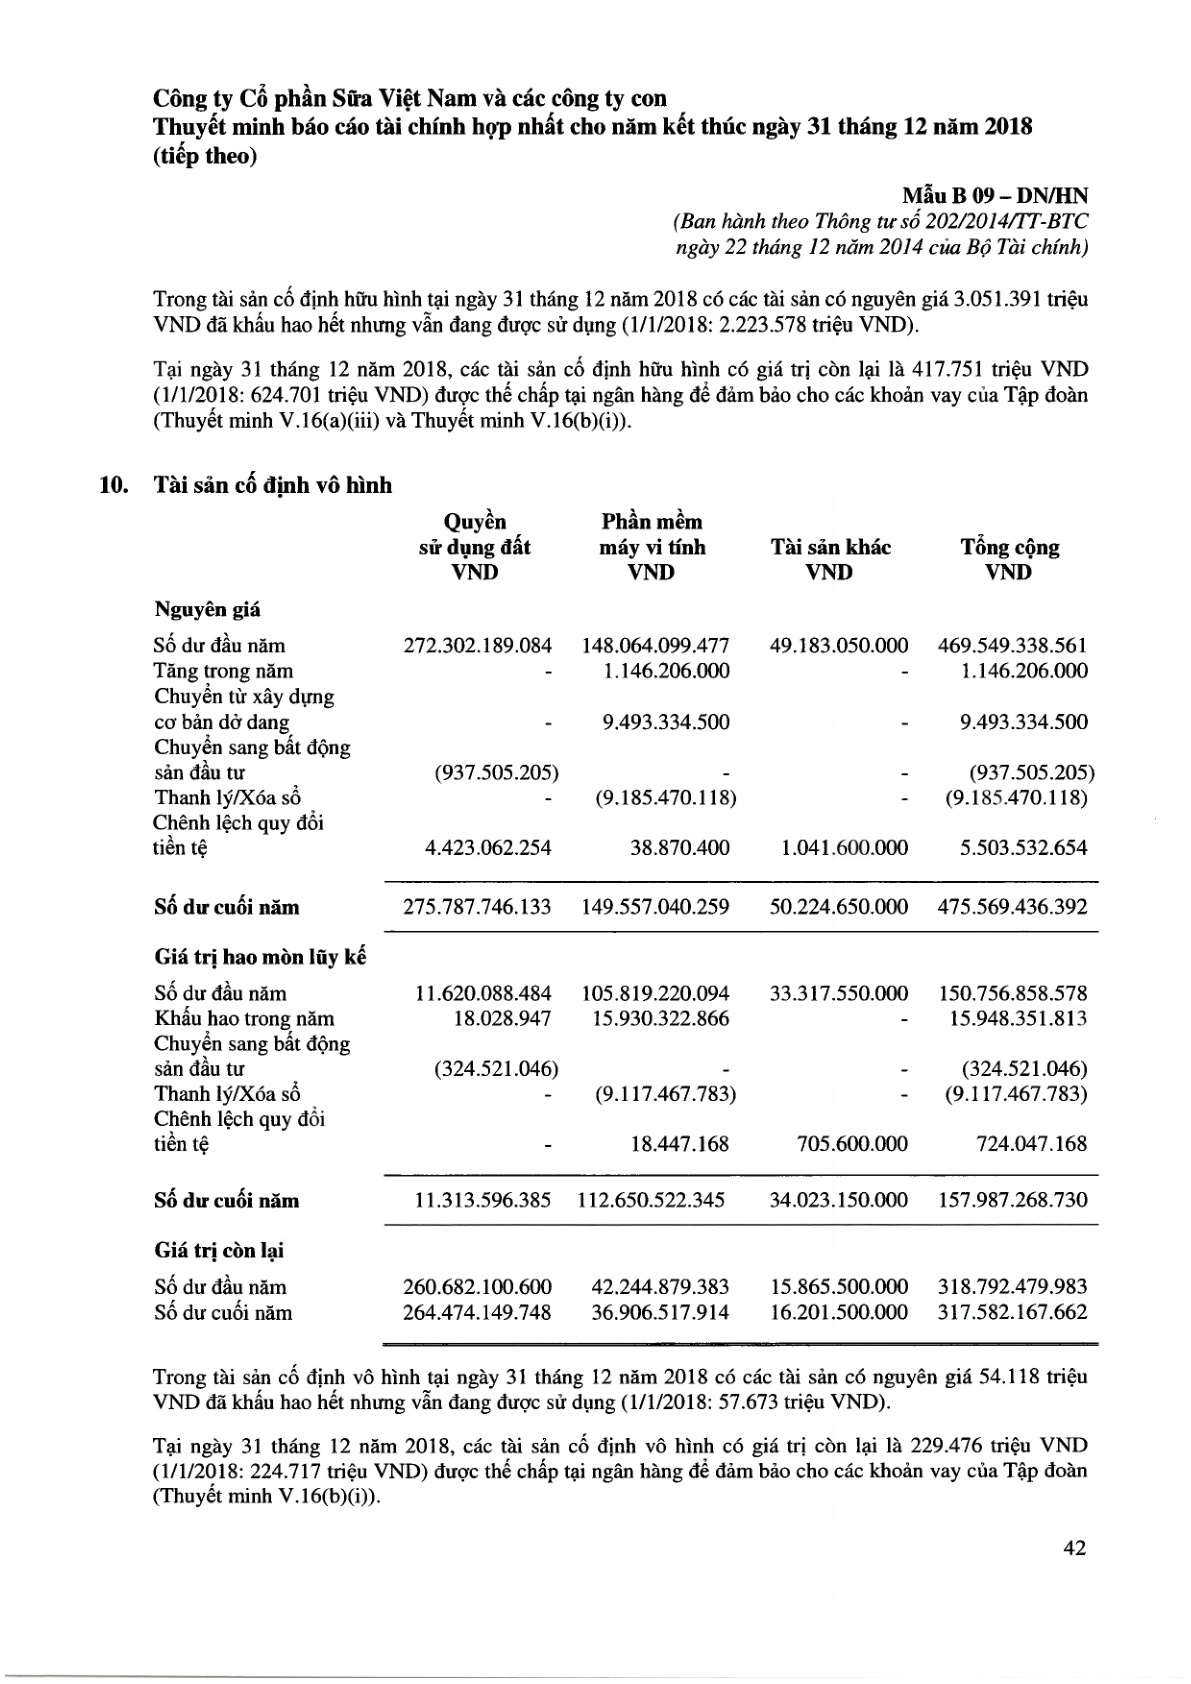 Công ty Cổ phần Sữa Việt Nam và các công ty con
Thuyết minh báo cáo tài chính hợp nhất cho năm kết thúc ngày 31 tháng 12 năm 2018
(tiếp theo)
Mẫu B 09 – DN/HN
(Ban hành theo Thông tư số 202/2014/TT-BTC
ngày 22 tháng 12 năm 2014 của Bộ Tài chính)
Trong tài sản cố định hữu hình tại ngày 31 tháng 12 năm 2018 có các tài sản có nguyên giá 3.051.391 triệu
VND đã khấu hao hết nhưng vẫn đang được sử dụng (1/1/2018: 2.223.578 triệu VND).
Tại ngày 31 tháng 12 năm 2018, các tài sản cố định hữu hình có giá trị còn lại là 417.751 triệu VND
(1/1/2018: 624.701 triệu VND) được thế chấp tại ngân hàng để đảm bảo cho các khoản vay của Tập đoàn
(Thuyết minh V.16(a)(iii) và Thuyết minh V.16(b)(i)).
10. Tài sản cố định vô hình
Quyền Phần mềm
sử dụng đất máy vi tính Tài sản khác Tổng cộng
VND VND VND VND
Nguyên giá
Số dư đầu năm 272.302.189.084 148.064.099.477 49.183.050.000 469.549.338.561
Tăng trong năm - 1.146.206.000 - 1.146.206.000
Chuyển từ xây dựng
cơ bản dở dang - 9.493.334.500 - 9.493.334.500
Chuyển sang bất động
sản đầu tư (937.505.205) - - (937.505.205)
Thanh lý/Xóa sổ - (9.185.470.118) - (9.185.470.118)
Chênh lệch quy đổi
tiền tệ 4.423.062.254 38.870.400 1.041.600.000 5.503.532.654
Số dư cuối năm 275.787.746.133 149.557.040.259 50.224.650.000 475.569.436.392
Giá trị hao mòn lũy kế
Số dư đầu năm 11.620.088.484 105.819.220.094 33.317.550.000 150.756.858.578
Khấu hao trong năm 18.028.947 15.930.322.866 - 15.948.351.813
Chuyển sang bất động
sản đầu tư (324.521.046) - - (324.521.046)
Thanh lý/Xóa sổ - (9.117.467.783) - (9.117.467.783)
Chênh lệch quy đổi
tiền tệ - 18.447.168 705.600.000 724.047.168
Số dư cuối năm 11.313.596.385 112.650.522.345 34.023.150.000 157.987.268.730
Giá trị còn lại
Số dư đầu năm 260.682.100.600 42.244.879.383 15.865.500.000 318.792.479.983
Số dư cuối năm 264.474.149.748 36.906.517.914 16.201.500.000 317.582.167.662
Trong tài sản cố định vô hình tại ngày 31 tháng 12 năm 2018 có các tài sản có nguyên giá 54.118 triệu
VND đã khấu hao hết nhưng vẫn đang được sử dụng (1/1/2018: 57.673 triệu VND).
Tại ngày 31 tháng 12 năm 2018, các tài sản cố định vô hình có giá trị còn lại là 229.476 triệu VND
(1/1/2018: 224.717 triệu VND) được thế chấp tại ngân hàng để đảm bảo cho các khoản vay của Tập đoàn
(Thuyết minh V.16(b)(i)).
42